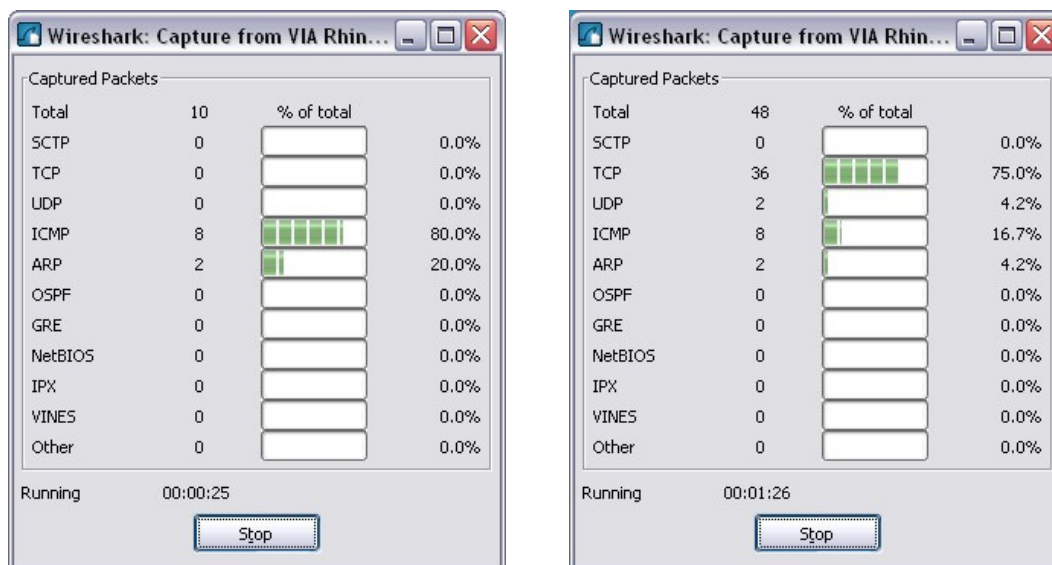 Wireshark: Capture from VIA Rhin...
Captured Packets
Total 10 % of total
SCTP 0 0.0%
TCP 0 0.0%
UDP 0 0.0%
ICMP 8 80.0%
ARP 2 20.0%
OSPF 0 0.0%
GRE 0 0.0%
NetBIOS 0 0.0%
IPX 0 0.0%
VINES 0 0.0%
Other 0 0.0%
Running 00:00:25
Stop
Wireshark: Capture from VIA Rhin...
Captured Packets
Total 48 % of total
SCTP 0 0.0%
TCP 36 75.0%
UDP 2 4.2%
ICMP 8 16.7%
ARP 2 4.2%
OSPF 0 0.0%
GRE 0 0.0%
NetBIOS 0 0.0%
IPX 0 0.0%
VINES 0 0.0%
Other 0 0.0%
Running 00:01:26
Stop